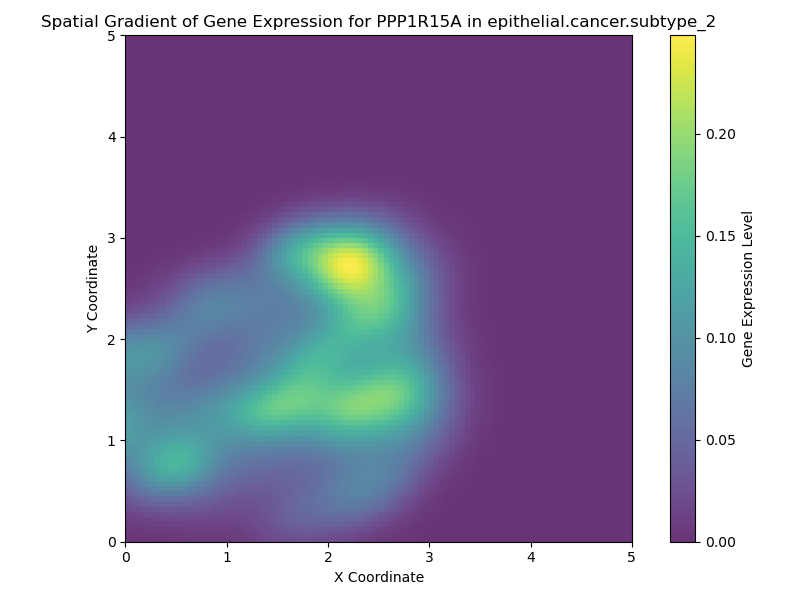 Spatial Gradient of Gene Expression for PPP1R15A in epithelial.cancer.subtype_2
5
4
3
2
1
0
Y Coordinate
0 1 2 3 4 5
X Coordinate
0.20
0.15
0.10
0.05
0.00
Gene Expression Level